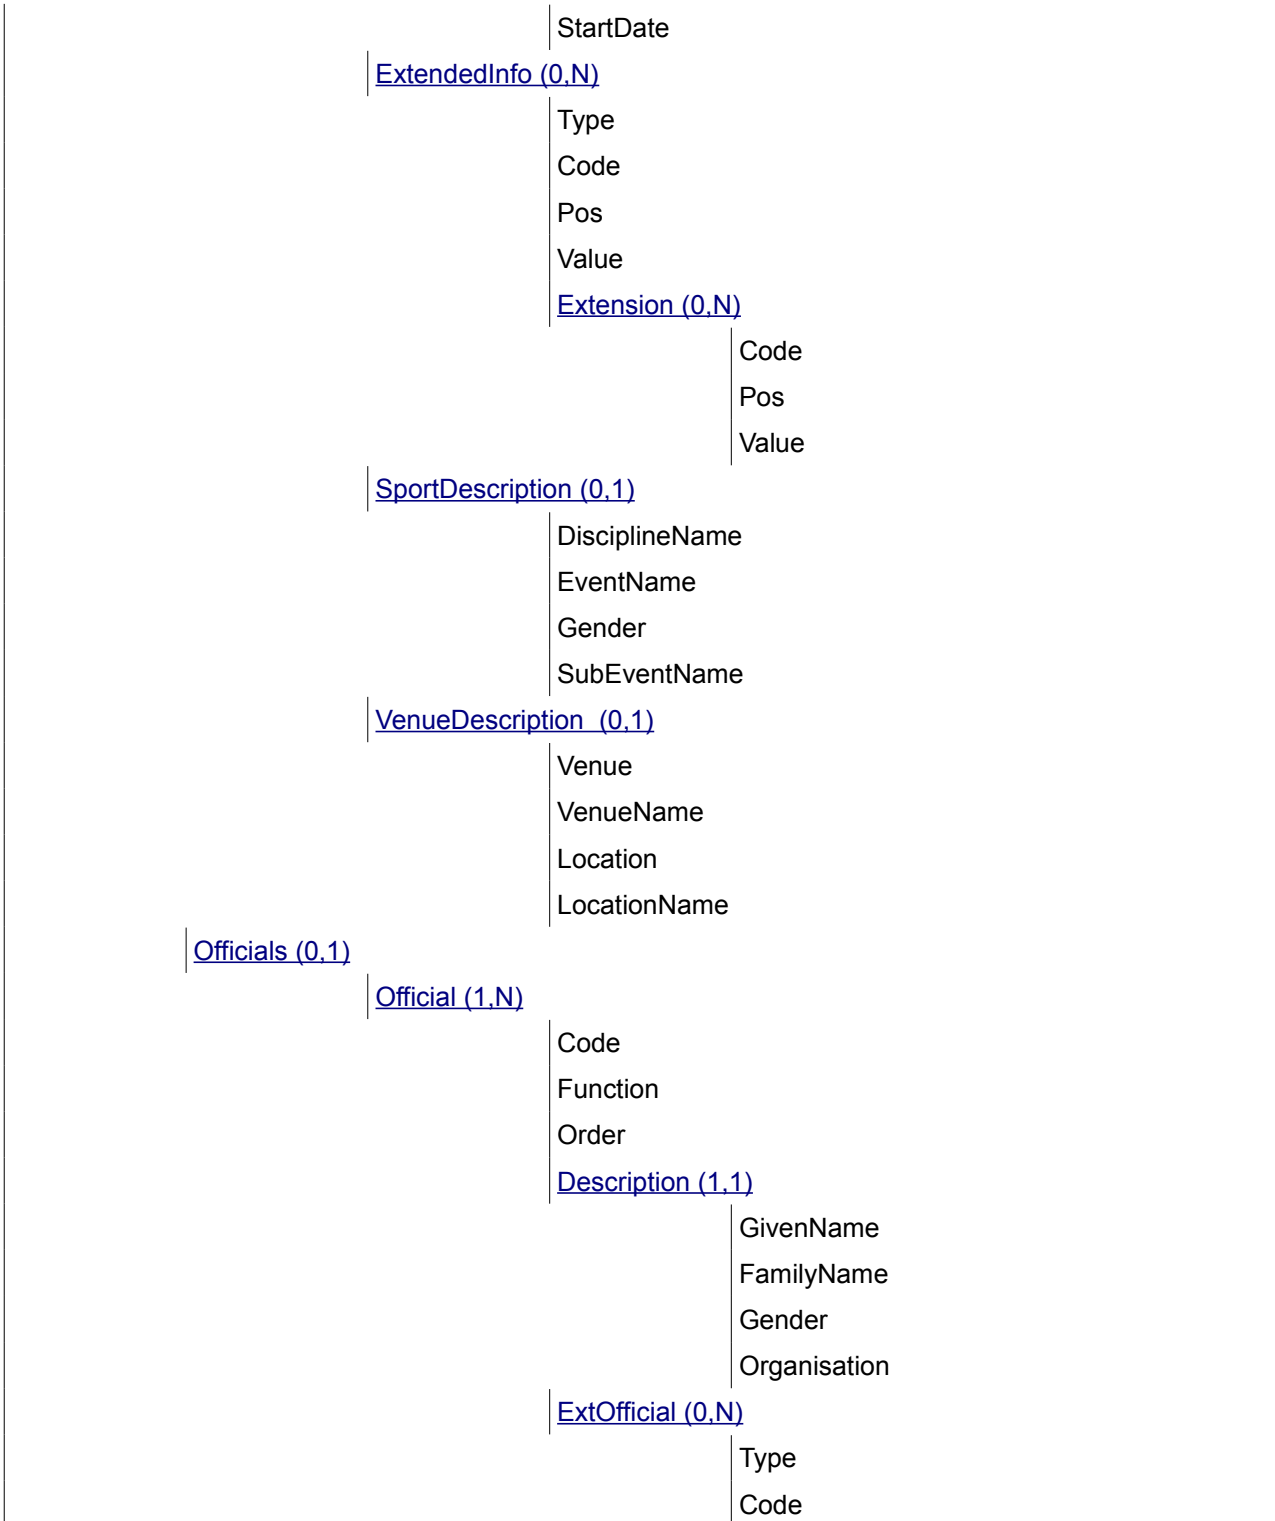 StartDate
ExtendedInfo (0,N)
Type
Code
Pos
Value
Extension (0,N)
Code
Pos
Value
SportDescription (0,1)
DisciplineName
EventName
Gender
SubEventName
VenueDescription  (0,1)
Venue
VenueName
Location
LocationName
Officials (0,1)
Official (1,N)
Code
Function
Order
Description (1,1)
GivenName
FamilyName
Gender
Organisation
ExtOfficial (0,N)
Type
Code